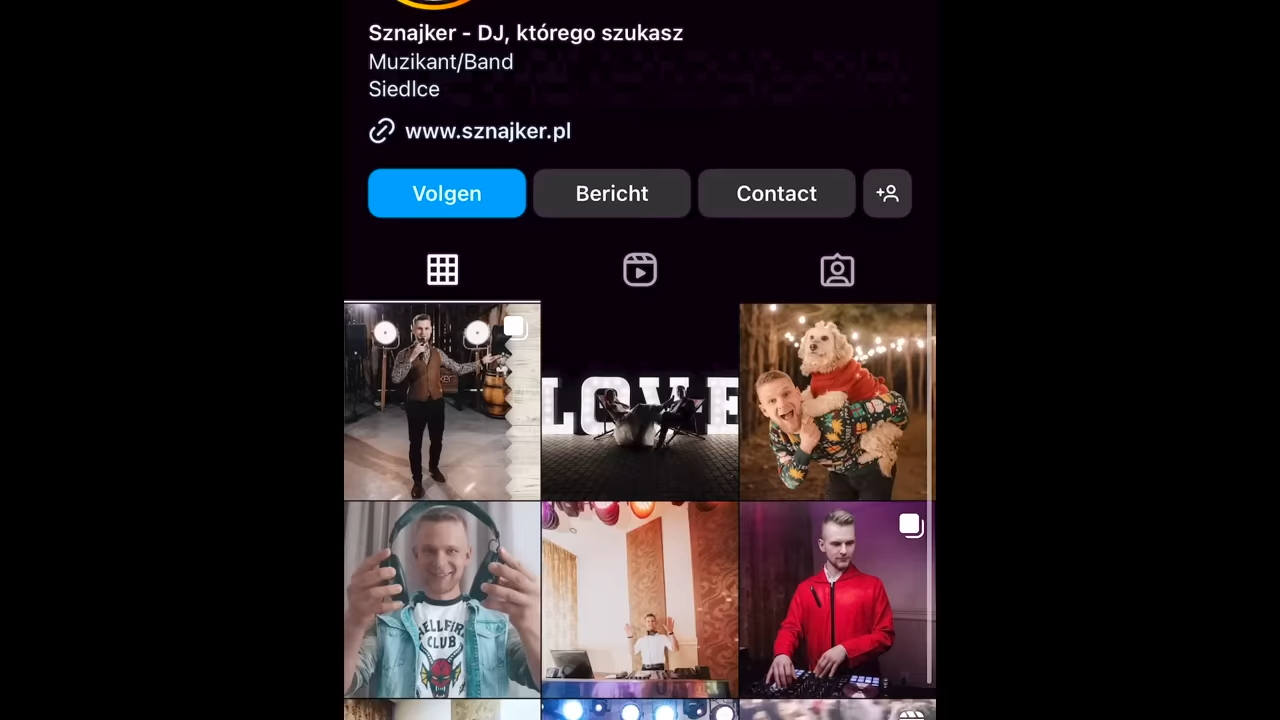 Sznajker - DJ, którego szukasz
Muzikant/Band
Siedlce
www.sznajker.pl
Volgen
Bericht
Contact
LOVE
HELLFIRE
CLUB